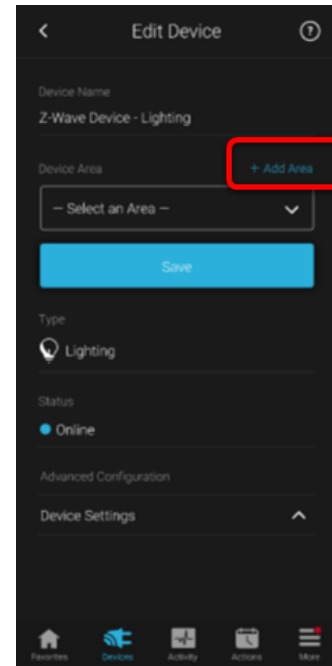 Edit Device
Device Name
Z-Wave Device - Lighting
Device Area + Add Area
— Select an Area —
Save
Type
Lighting
Status
Online
Advanced Configuration
Device Settings
Favorites Devices Activity Actions More